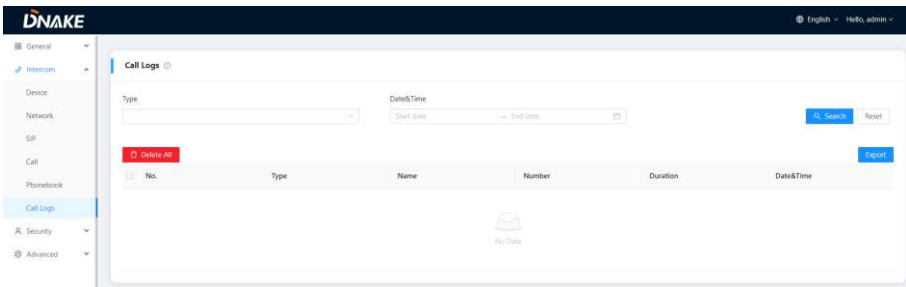 DNAKE
English Hello, admin
General
Intercom
Device
Network
SIP
Call
Phonebook
Call Logs
Security
Advanced
Call Logs
Type Date&Time
Start date → End date
Search Reset
Delete All Export
No. Type Name Number Duration Date&Time
No Data